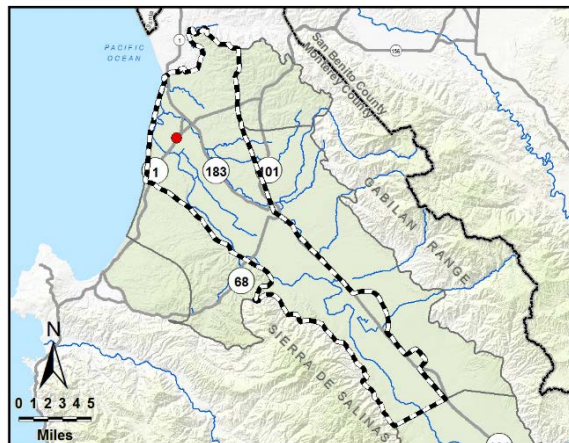 1
156
PACIFIC
OCEAN
San Benito County
Monterey County
1
183
101
68
GABILAN RANGE
SIERRA DE SALINAS
N
0 1 2 3 4 5
Miles